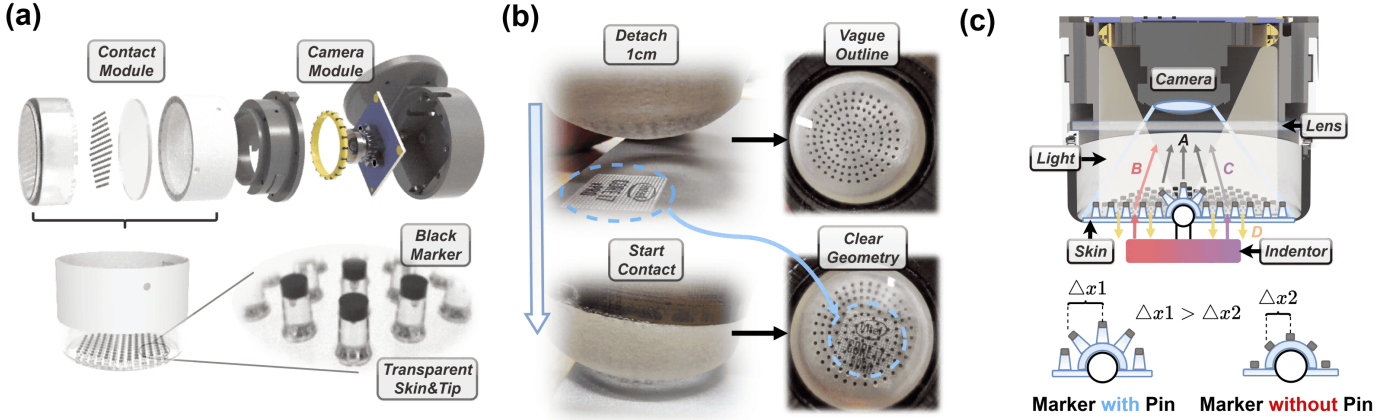 (a)
Contact
Module
Camera
Module
Black
Marker
Transparent
Skin&Tip
(b)
Detach
1cm
Vague
Outline
Start
Contact
Clear
Geometry
(c)
Camera
Lens
Light
A
B
C
D
Skin
Indentor
△x1
△x1 > △x2
△x2
Marker with Pin
Marker without Pin